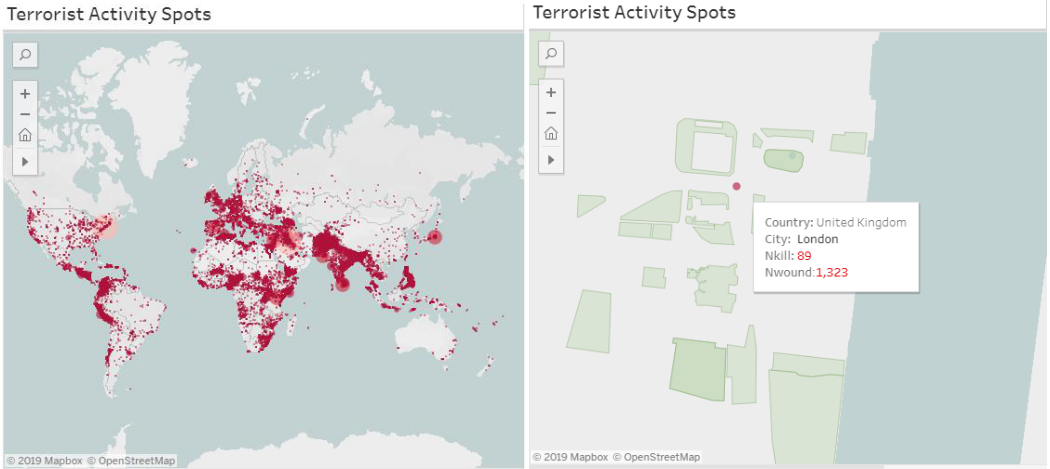 Terrorist Activity Spots
© 2019 Mapbox © OpenStreetMap
Terrorist Activity Spots
Country: United Kingdom
City: London
Nkill: 89
Nwound:1,323
© 2019 Mapbox © OpenStreetMap